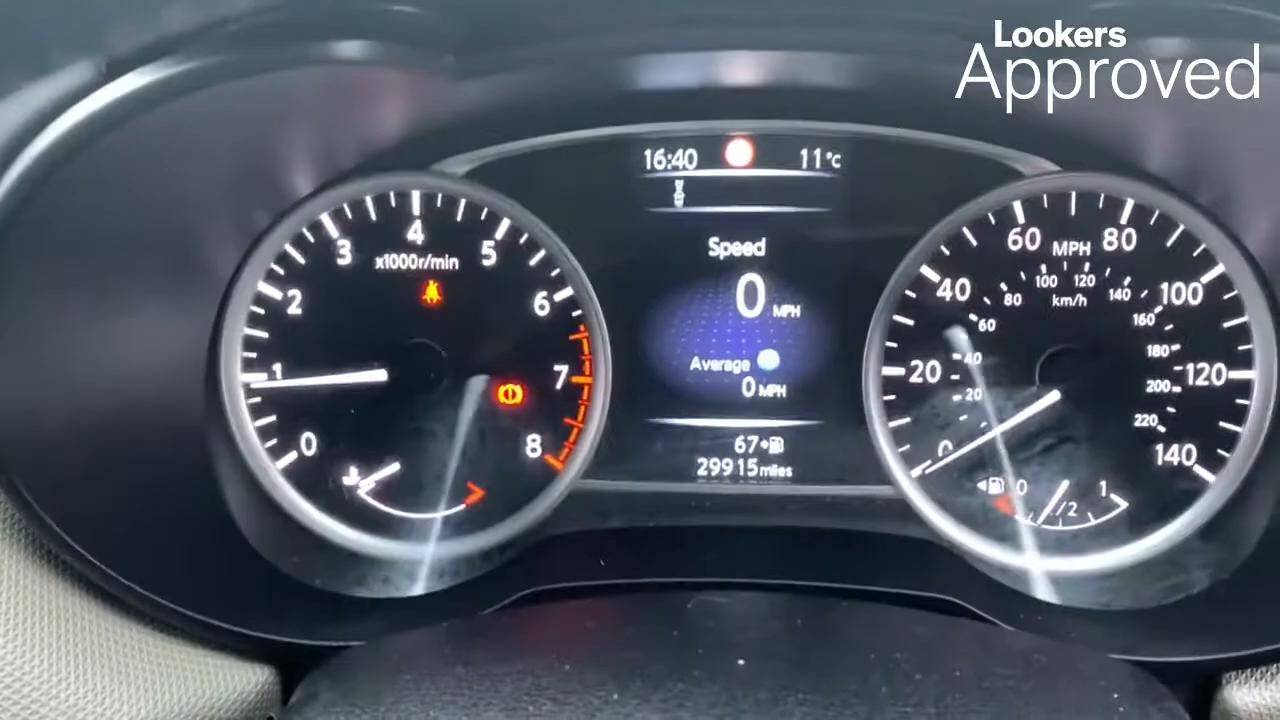 Lookers
Approved
16:40 11°C
Speed
0 MPH
Average
0 MPH
67
29915 miles
0 1 2 3 4 5 6 7 8
x1000r/min
0 20 40 60 80 100 120 140
MPH
20 40 60 80 100 120 140 160 180 200 220
km/h
0 1/2 1